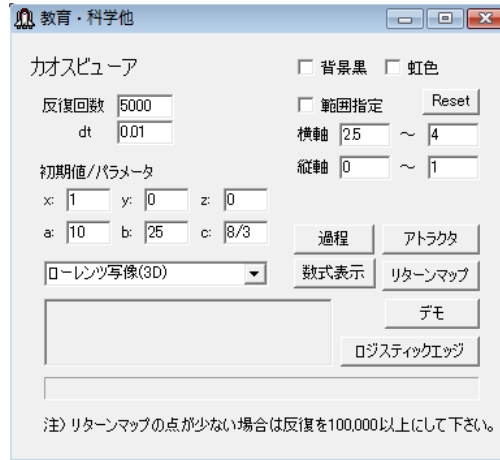 教育・科学他
カオスビューア
背景黒 虹色
反復回数 5000
範囲指定 Reset
dt 0.01
横軸 2.5 ～ 4
縦軸 0 ～ 1
初期値/パラメータ
x: 1 y: 0 z: 0
a: 10 b: 25 c: 8/3
過程 アトラクタ
ローレンツ写像(3D)
数式表示 リターンマップ
デモ
ロジスティックエッジ
注) リターンマップの点が少ない場合は反復を100,000以上にして下さい。